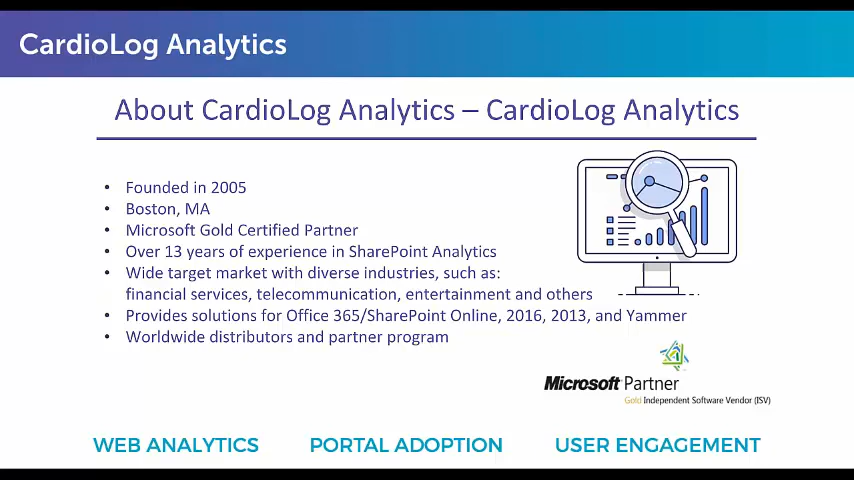 CardioLog Analytics
About CardioLog Analytics – CardioLog Analytics
• Founded in 2005
• Boston, MA
• Microsoft Gold Certified Partner
• Over 13 years of experience in SharePoint Analytics
• Wide target market with diverse industries, such as:
financial services, telecommunication, entertainment and others
• Provides solutions for Office 365/SharePoint Online, 2016, 2013, and Yammer
• Worldwide distributors and partner program
Microsoft Partner
Gold Independent Software Vendor (ISV)
WEB ANALYTICS PORTAL ADOPTION USER ENGAGEMENT